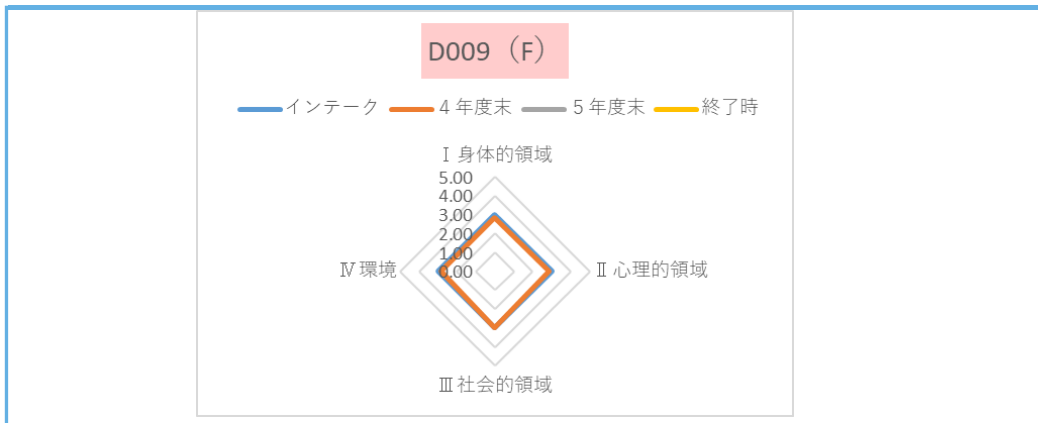 D009（F）
インテーク 4 年度末 5 年度末 終了時
Ⅰ 身体的領域
5.00
4.00
3.00
2.00
1.00
0.00
Ⅳ 環境
Ⅱ 心理的領域
Ⅲ 社会的領域